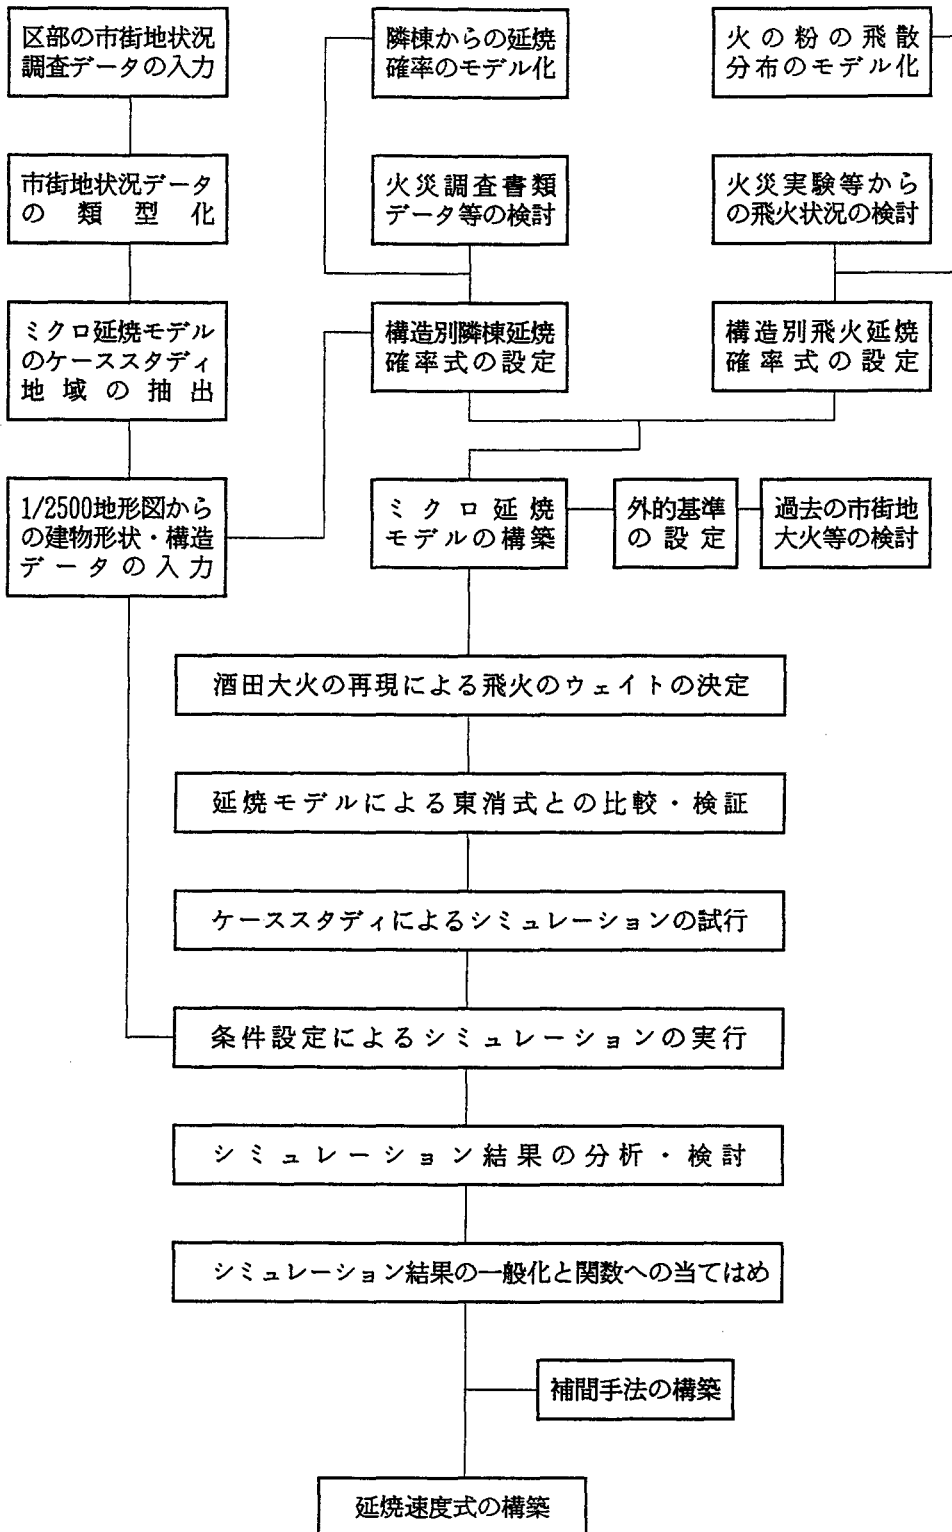 区部の市街地状況
調査データの入力
隣棟からの延焼
確率のモデル化
火の粉の飛散
分布のモデル化
市街地状況データ
の類型化
火災調査書類
データ等の検討
火災実験等から
の飛火状況の検討
ミクロ延焼モデル
のケーススタディ
地域の抽出
構造別隣棟延焼
確率式の設定
構造別飛火延焼
確率式の設定
1/2500地形図から
の建物形状・構造
データの入力
ミクロ延焼
モデルの構築
外的基準
の設定
過去の市街地
大火等の検討
酒田大火の再現による飛火のウェイトの決定
延焼モデルによる東消式との比較・検証
ケーススタディによるシミュレーションの試行
条件設定によるシミュレーションの実行
シミュレーション結果の分析・検討
シミュレーション結果の一般化と関数への当てはめ
補間手法の構築
延焼速度式の構築